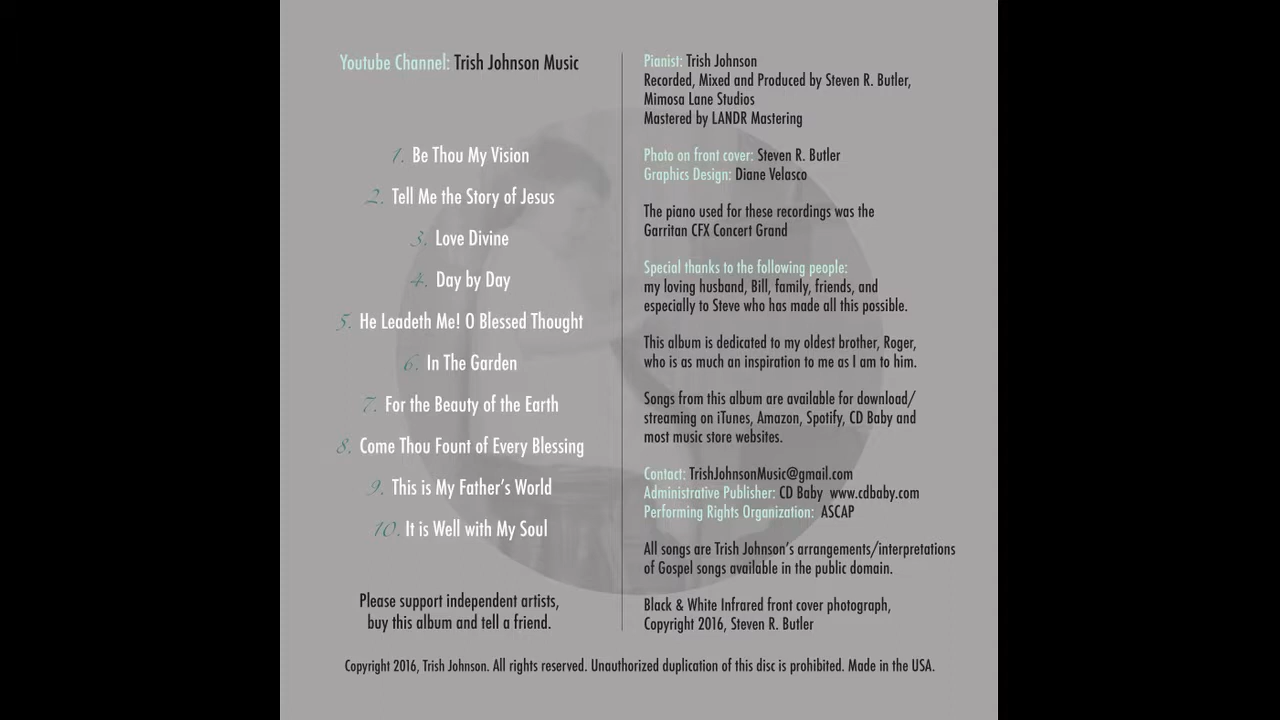 Youtube Channel: Trish Johnson Music
1. Be Thou My Vision
2. Tell Me the Story of Jesus
3. Love Divine
4. Day by Day
5. He Leadeth Me! O Blessed Thought
6. In The Garden
7. For the Beauty of the Earth
8. Come Thou Fount of Every Blessing
9. This is My Father's World
10. It is Well with My Soul
Please support independent artists,
buy this album and tell a friend.
Pianist: Trish Johnson
Recorded, Mixed and Produced by Steven R. Butler,
Mimosa Lane Studios
Mastered by LANDR Mastering
Photo on front cover: Steven R. Butler
Graphics Design: Diane Velasco
The piano used for these recordings was the
Garritan CFX Concert Grand
Special thanks to the following people:
my loving husband, Bill, family, friends, and
especially to Steve who has made all this possible.
This album is dedicated to my oldest brother, Roger,
who is as much an inspiration to me as I am to him.
Songs from this album are available for download/
streaming on iTunes, Amazon, Spotify, CD Baby and
most music store websites.
Contact: TrishJohnsonMusic@gmail.com
Administrative Publisher: CD Baby www.cdbaby.com
Performing Rights Organization: ASCAP
All songs are Trish Johnson's arrangements/interpretations
of Gospel songs available in the public domain.
Black & White Infrared front cover photograph,
Copyright 2016, Steven R. Butler
Copyright 2016, Trish Johnson. All rights reserved. Unauthorized duplication of this disc is prohibited. Made in the USA.